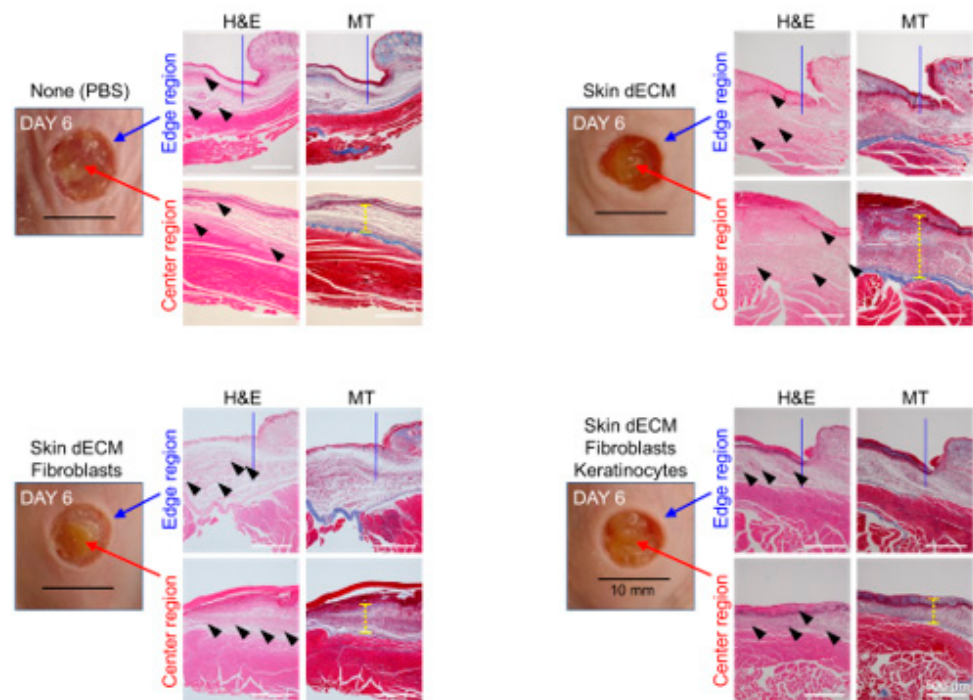 H&E MT
None (PBS)
DAY 6
Edge region
Center region
H&E MT
Skin dECM
DAY 6
Edge region
Center region
H&E MT
Skin dECM
Fibroblasts
DAY 6
Edge region
Center region
H&E MT
Skin dECM
Fibroblasts
Keratinocytes
DAY 6
10 mm
Edge region
Center region